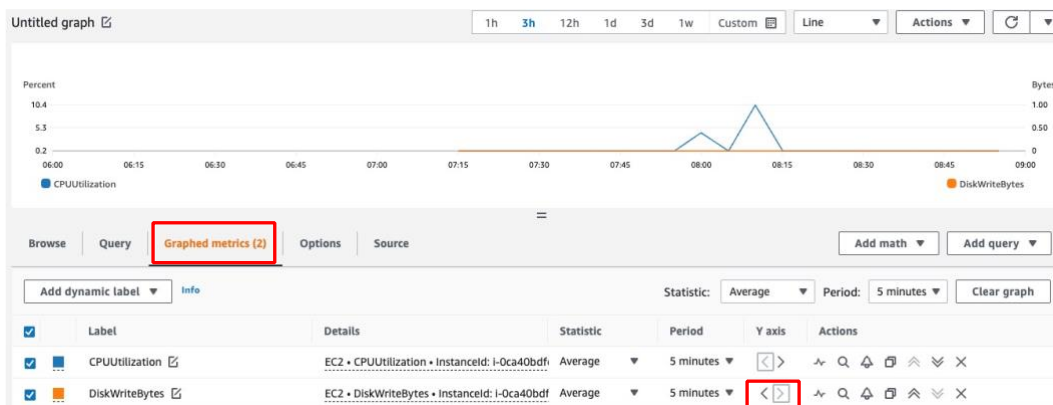 Untitled graph
1h 3h 12h 1d 3d 1w Custom Line Actions
Percent Bytes
10.4 1.00
5.3 0.50
0.2 0
06:00 06:15 06:30 06:45 07:00 07:15 07:30 07:45 08:00 08:15 08:30 08:45 09:00
CPUUtilization DiskWriteBytes
Browse Query Graphed metrics (2) Options Source Add math Add query
Add dynamic label Info Statistic: Average Period: 5 minutes Clear graph
Label Details Statistic Period Y axis Actions
CPUUtilization EC2 • CPUUtilization • InstanceId: i-0ca40bdf Average 5 minutes < >
DiskWriteBytes EC2 • DiskWriteBytes • InstanceId: i-0ca40bdf Average 5 minutes < >